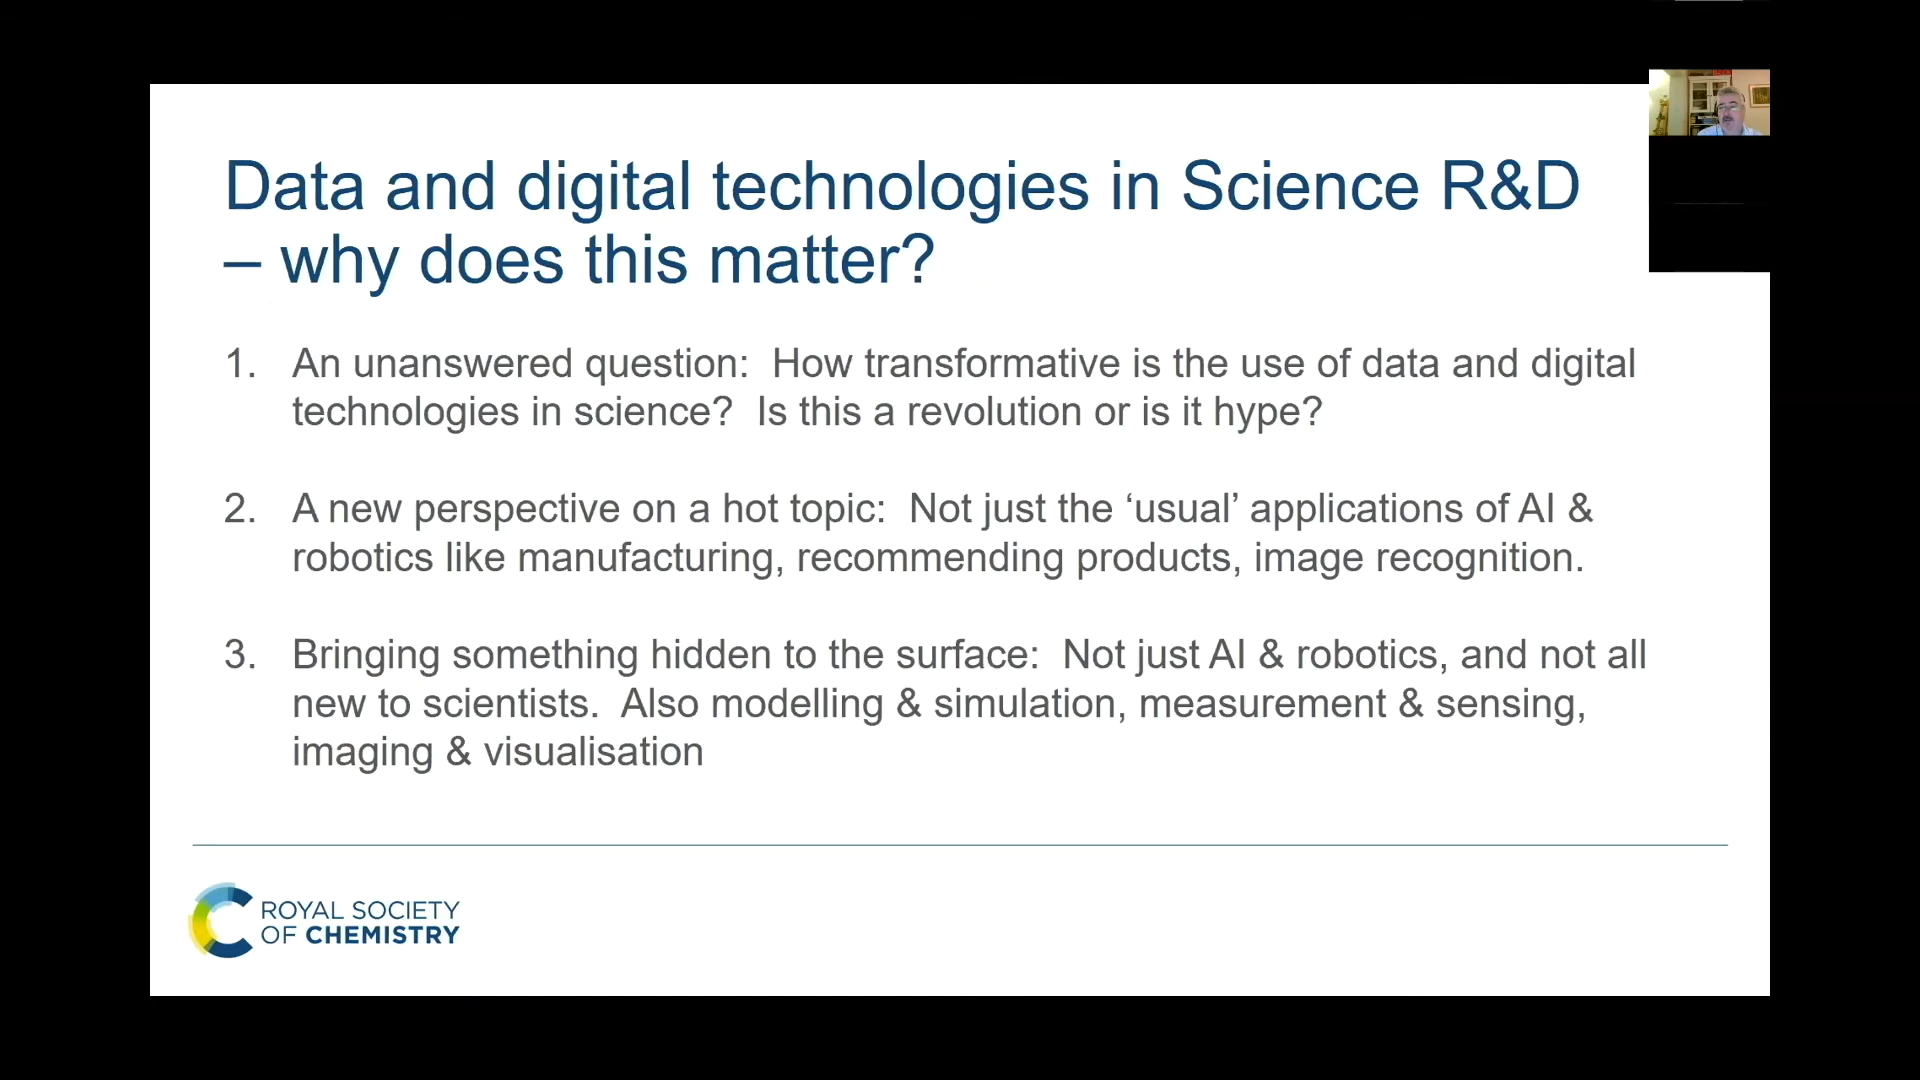 Data and digital technologies in Science R&D
– why does this matter?
1. An unanswered question: How transformative is the use of data and digital
technologies in science? Is this a revolution or is it hype?
2. A new perspective on a hot topic: Not just the ‘usual’ applications of AI &
robotics like manufacturing, recommending products, image recognition.
3. Bringing something hidden to the surface: Not just AI & robotics, and not all
new to scientists. Also modelling & simulation, measurement & sensing,
imaging & visualisation
ROYAL SOCIETY
OF CHEMISTRY